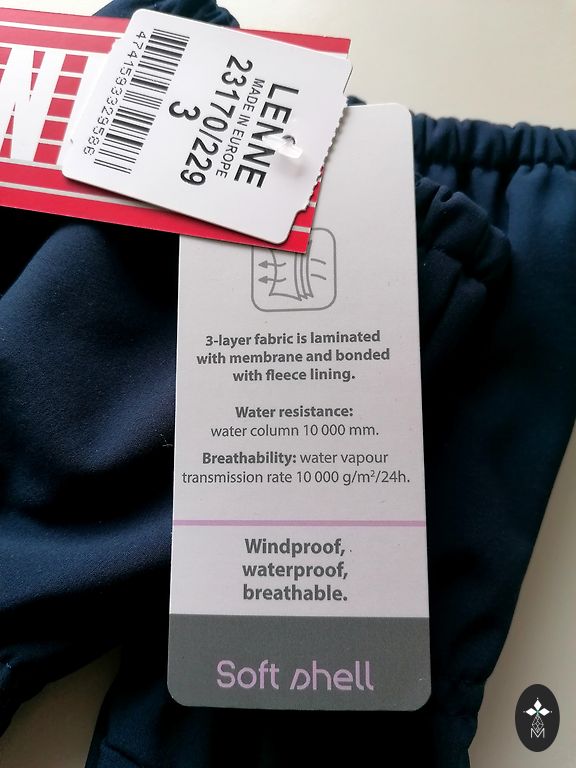 4741593329586
LENNE
MADE IN EUROPE
23170/229
3
3-layer fabric is laminated
with membrane and bonded
with fleece lining.
Water resistance:
water column 10 000 mm.
Breathability: water vapour
transmission rate 10 000 g/m²/24h.
Windproof,
waterproof,
breathable.
Soft shell